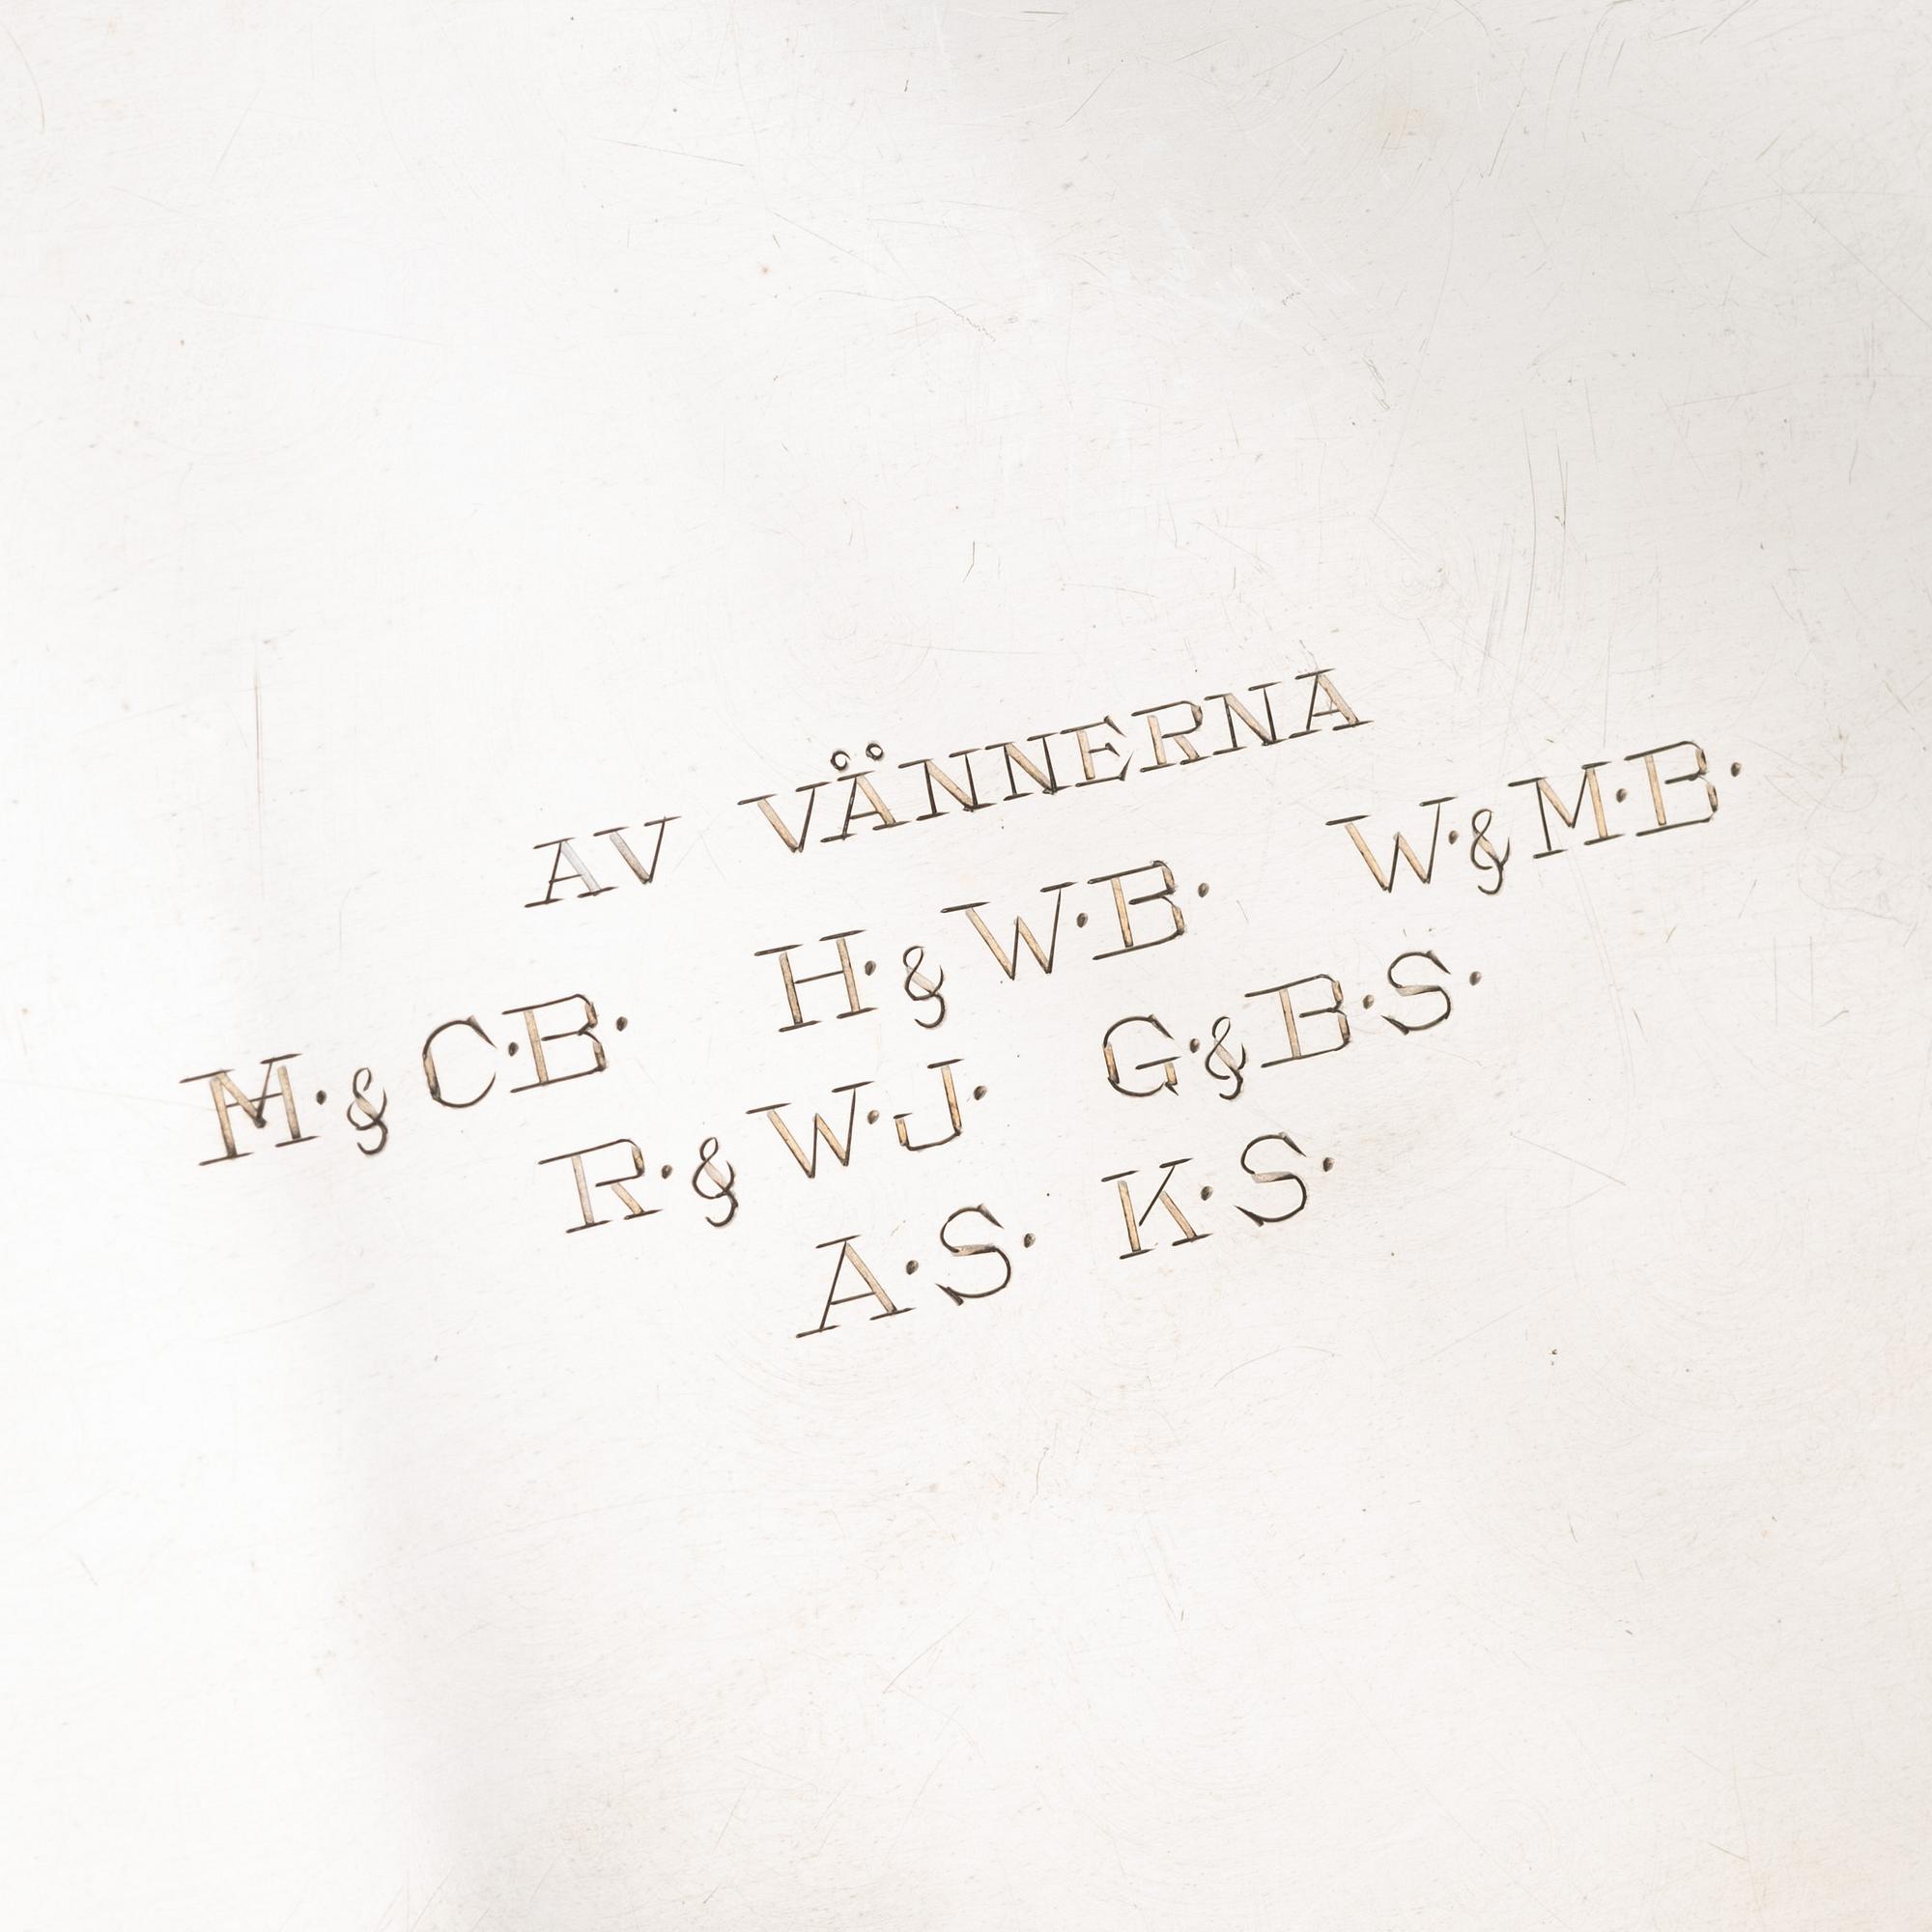 AV VÄNNERNA
M·&C·B· H·&W·B· W·&M·B·
R·&W·J· G·&B·S·
A·S· K·S·